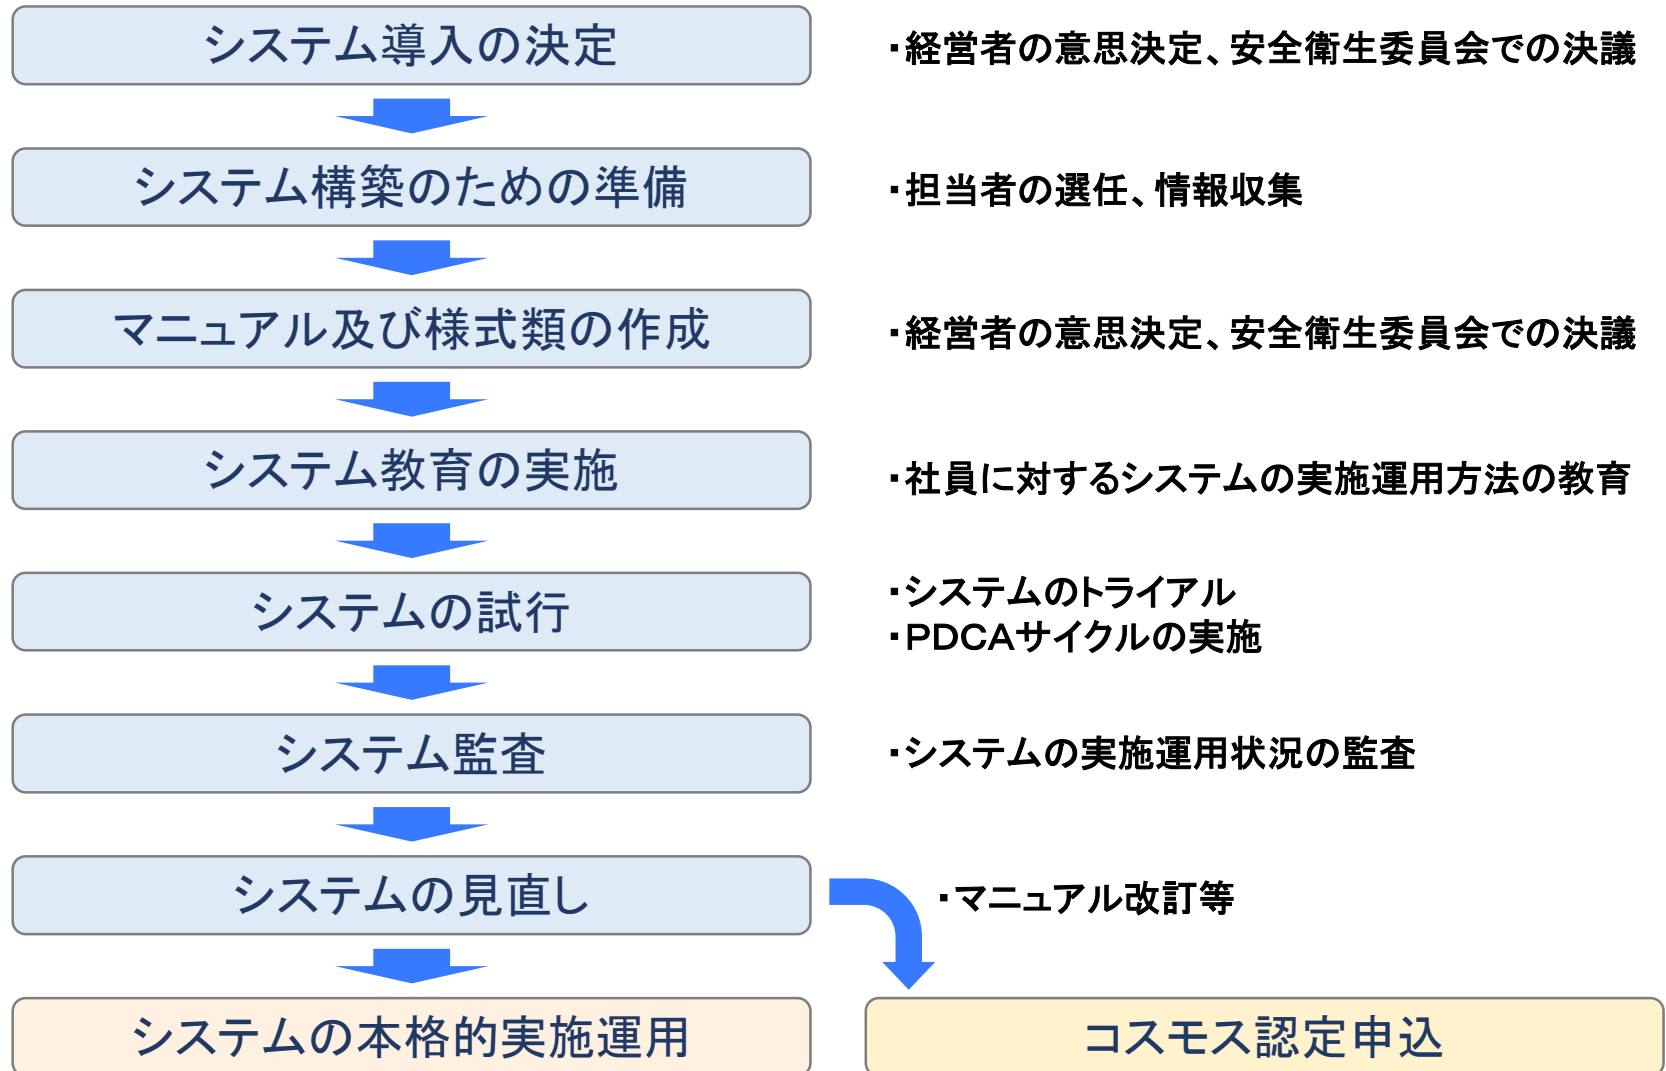 システム導入の決定
・経営者の意思決定、安全衛生委員会での決議
システム構築のための準備
・担当者の選任、情報収集
マニュアル及び様式類の作成
・経営者の意思決定、安全衛生委員会での決議
システム教育の実施
・社員に対するシステムの実施運用方法の教育
システムの試行
・システムのトライアル
・PDCAサイクルの実施
システム監査
・システムの実施運用状況の監査
システムの見直し
・マニュアル改訂等
システムの本格的実施運用
コスモス認定申込